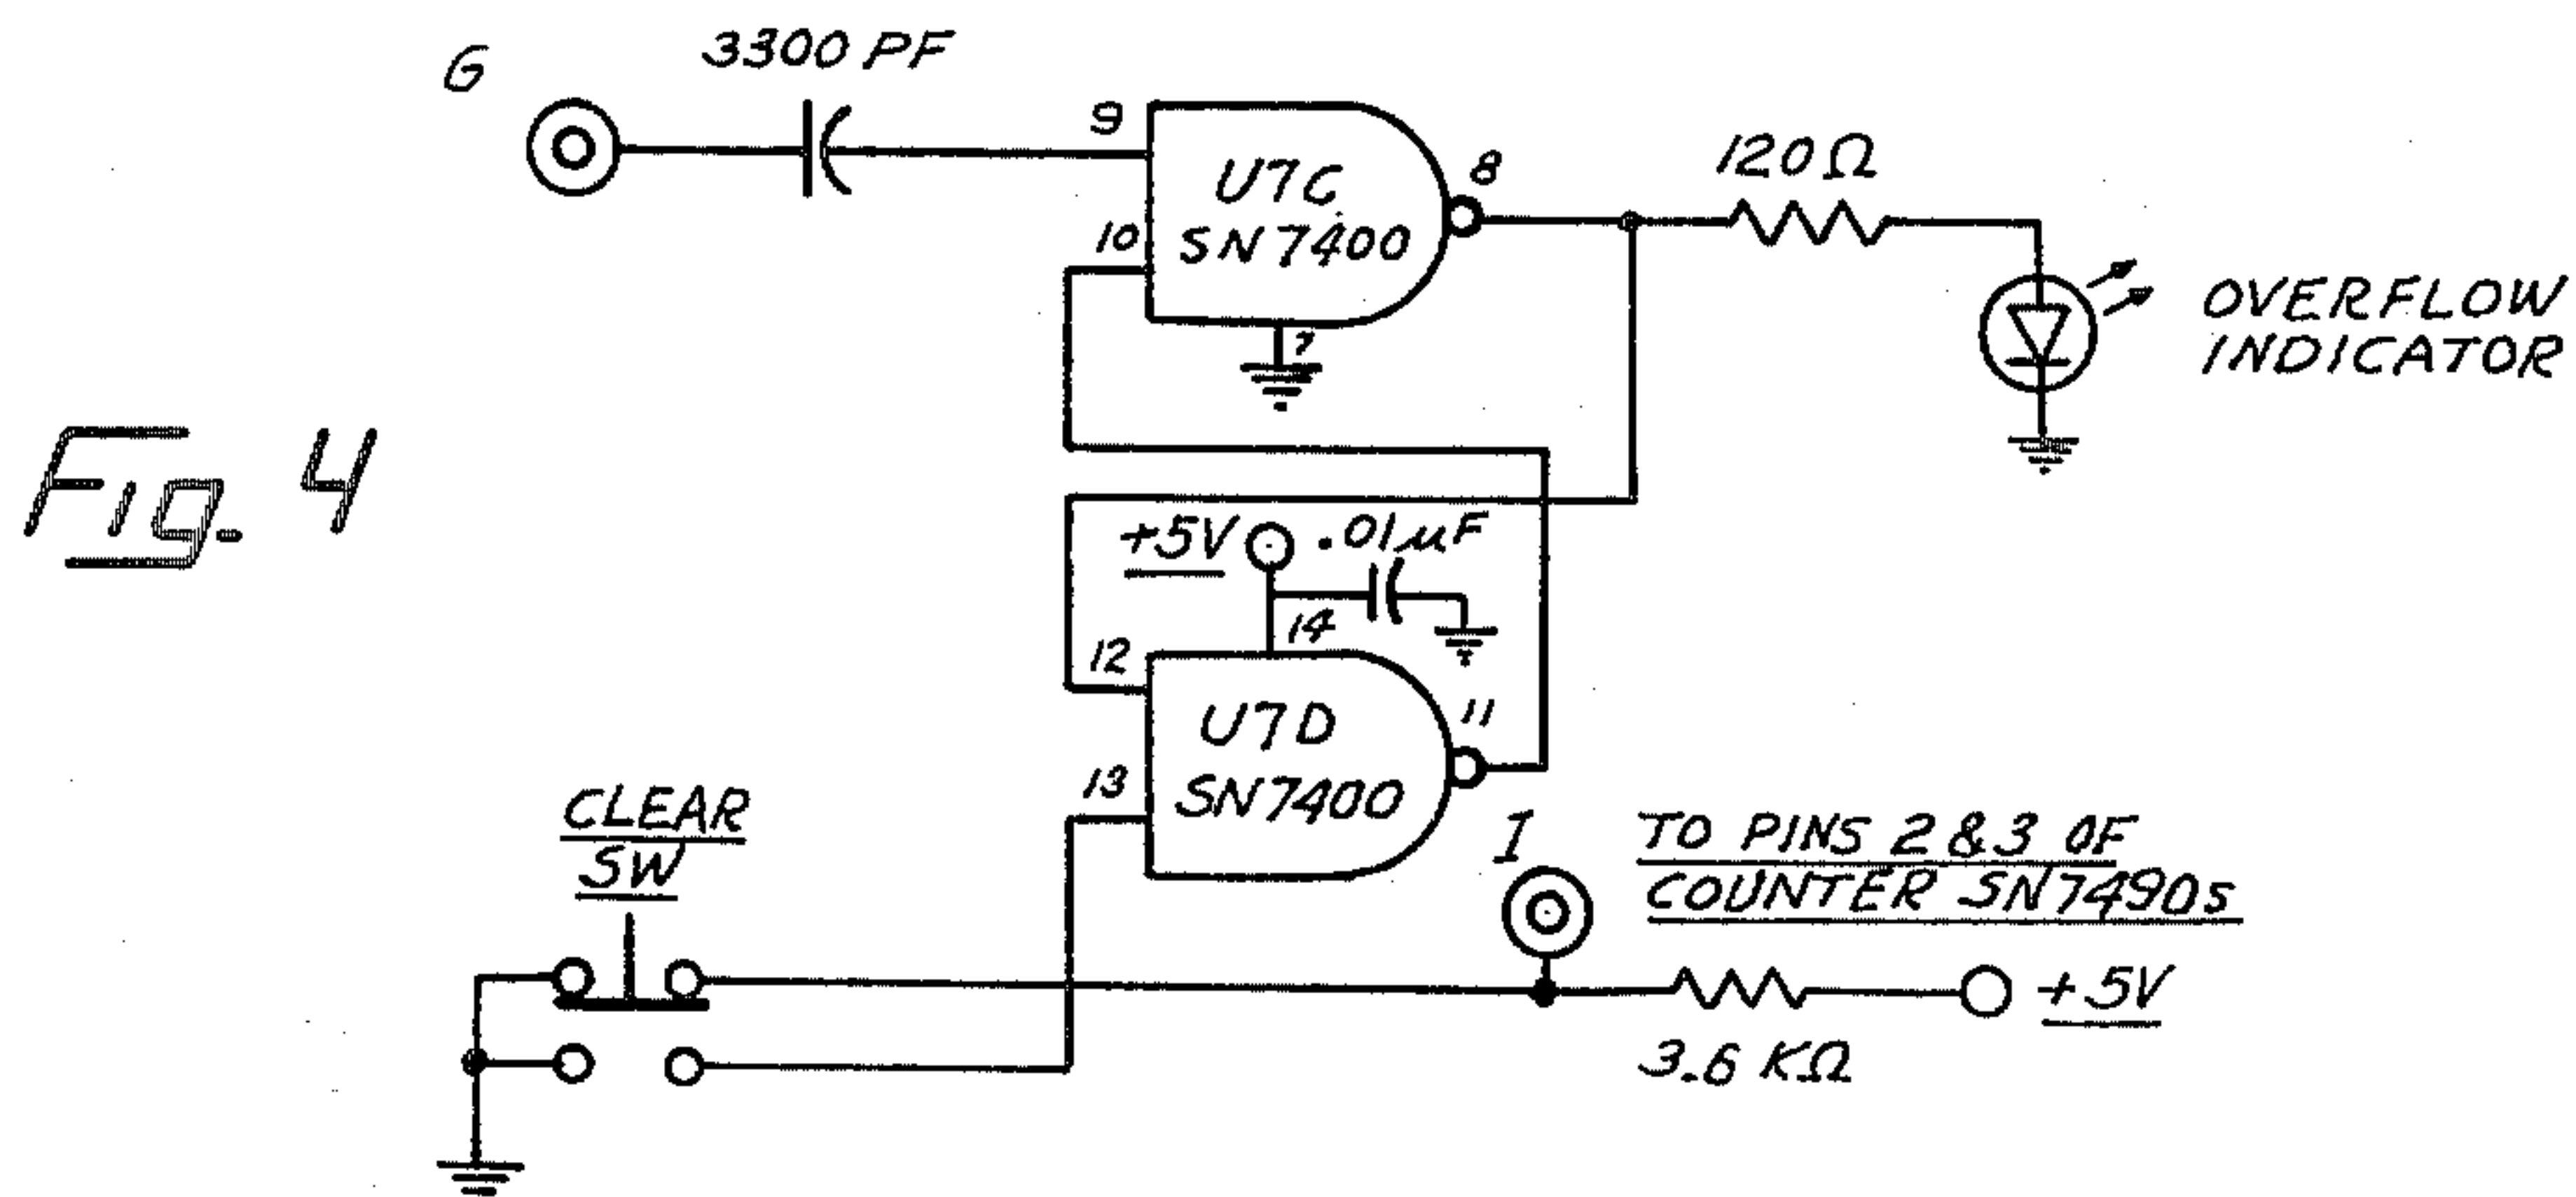 G
3300 PF
9
U7C
SN7400
10
8
7
120Ω
OVERFLOW
INDICATOR
Fig. 4
+5V
.01μF
14
12
U7D
SN7400
13
11
CLEAR
SW
I
TO PINS 2 & 3 OF
COUNTER SN7490s
+5V
3.6 KΩ